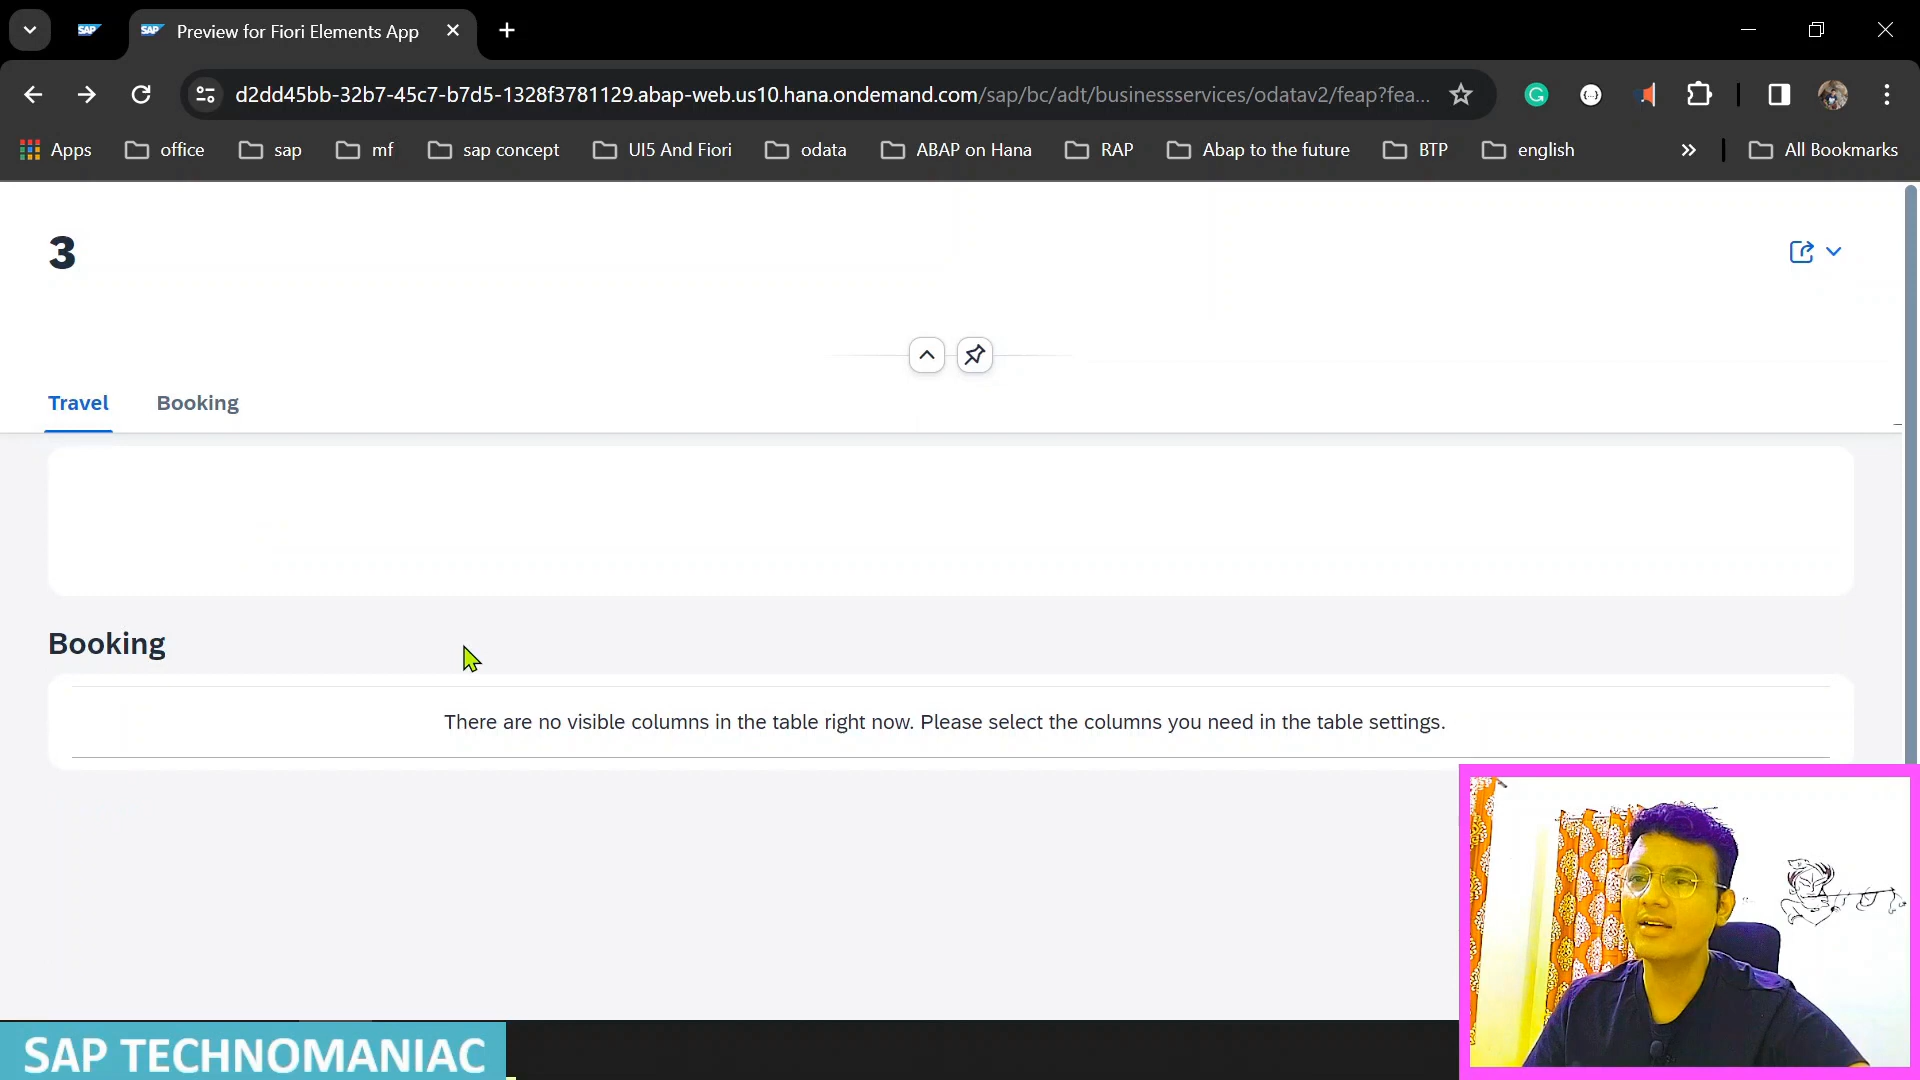 SAP
SAP Preview for Fiori Elements App
d2dd45bb-32b7-45c7-b7d5-1328f3781129.abap-web.us10.hana.ondemand.com/sap/bc/adt/businessservices/odatav2/feap?fea...
Apps office sap mf sap concept UI5 And Fiori odata ABAP on Hana RAP Abap to the future BTP english » All Bookmarks
3
Travel Booking
Booking
There are no visible columns in the table right now. Please select the columns you need in the table settings.
SAP TECHNOMANIAC